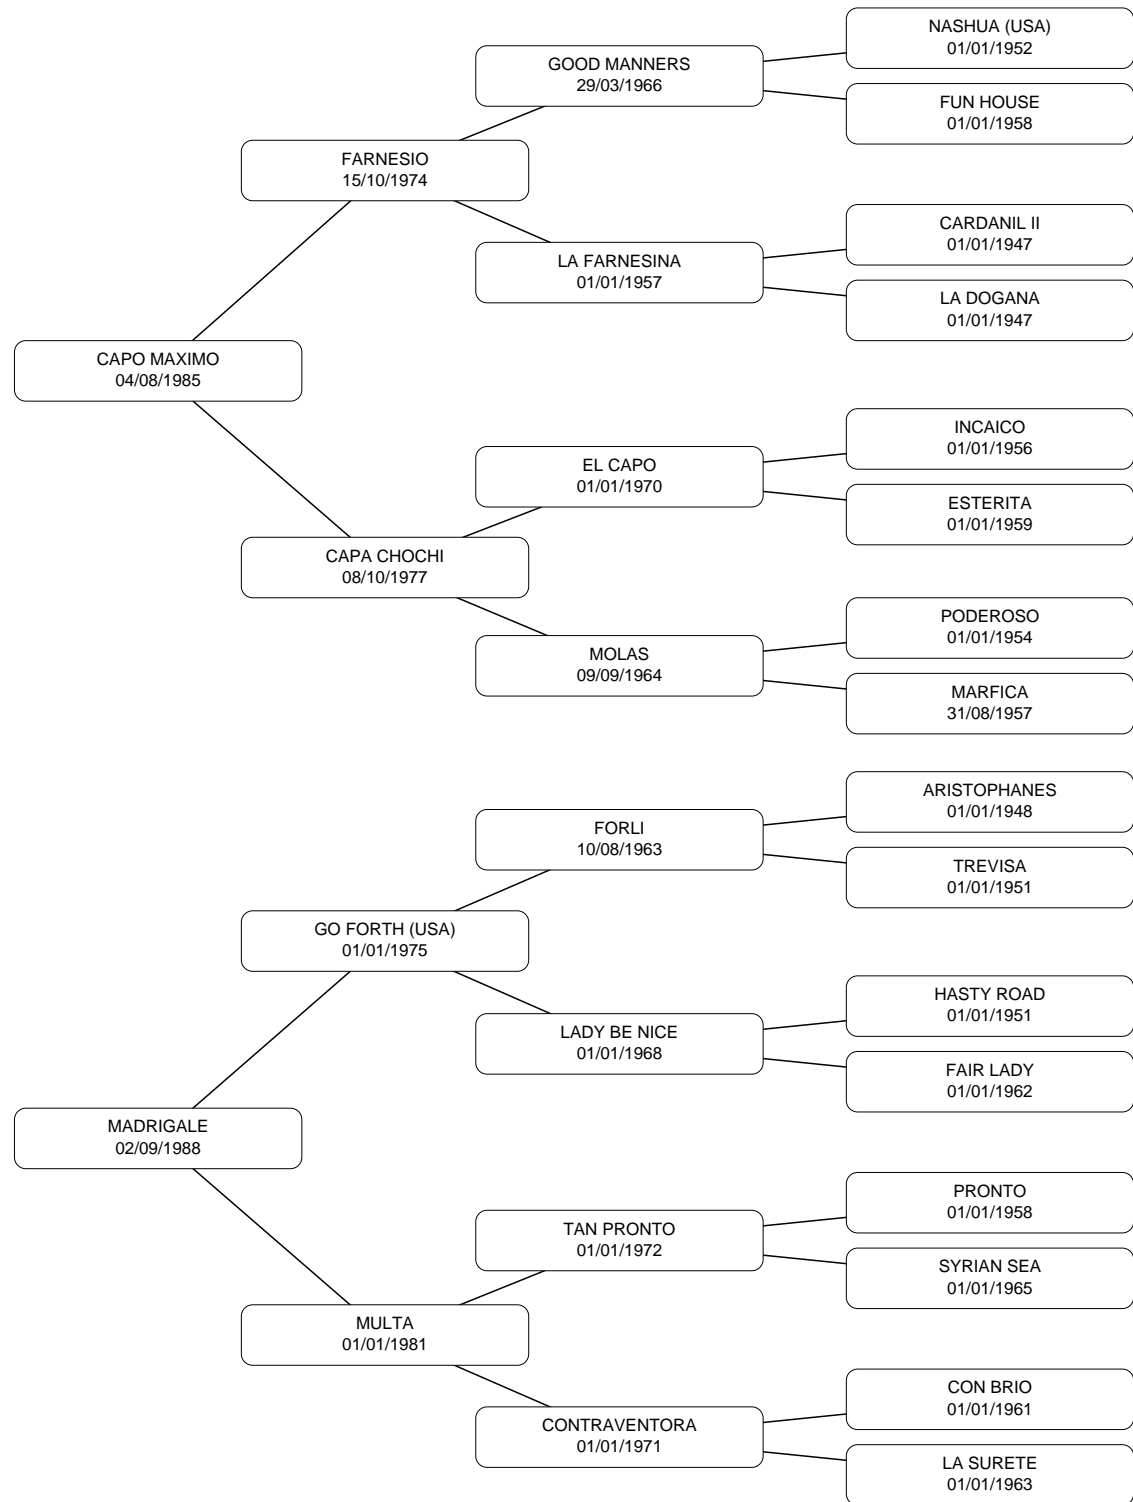 NASHUA (USA)
01/01/1952
GOOD MANNERS
29/03/1966
FUN HOUSE
01/01/1958
FARNESIO
15/10/1974
CARDANIL II
01/01/1947
LA FARNESINA
01/01/1957
LA DOGANA
01/01/1947
CAPO MAXIMO
04/08/1985
INCAICO
01/01/1956
EL CAPO
01/01/1970
ESTERITA
01/01/1959
CAPA CHOCHI
08/10/1977
PODEROSO
01/01/1954
MOLAS
09/09/1964
MARFICA
31/08/1957
ARISTOPHANES
01/01/1948
FORLI
10/08/1963
TREVISA
01/01/1951
GO FORTH (USA)
01/01/1975
HASTY ROAD
01/01/1951
LADY BE NICE
01/01/1968
FAIR LADY
01/01/1962
MADRIGALE
02/09/1988
PRONTO
01/01/1958
TAN PRONTO
01/01/1972
SYRIAN SEA
01/01/1965
MULTA
01/01/1981
CON BRIO
01/01/1961
CONTRAVENTORA
01/01/1971
LA SURETE
01/01/1963